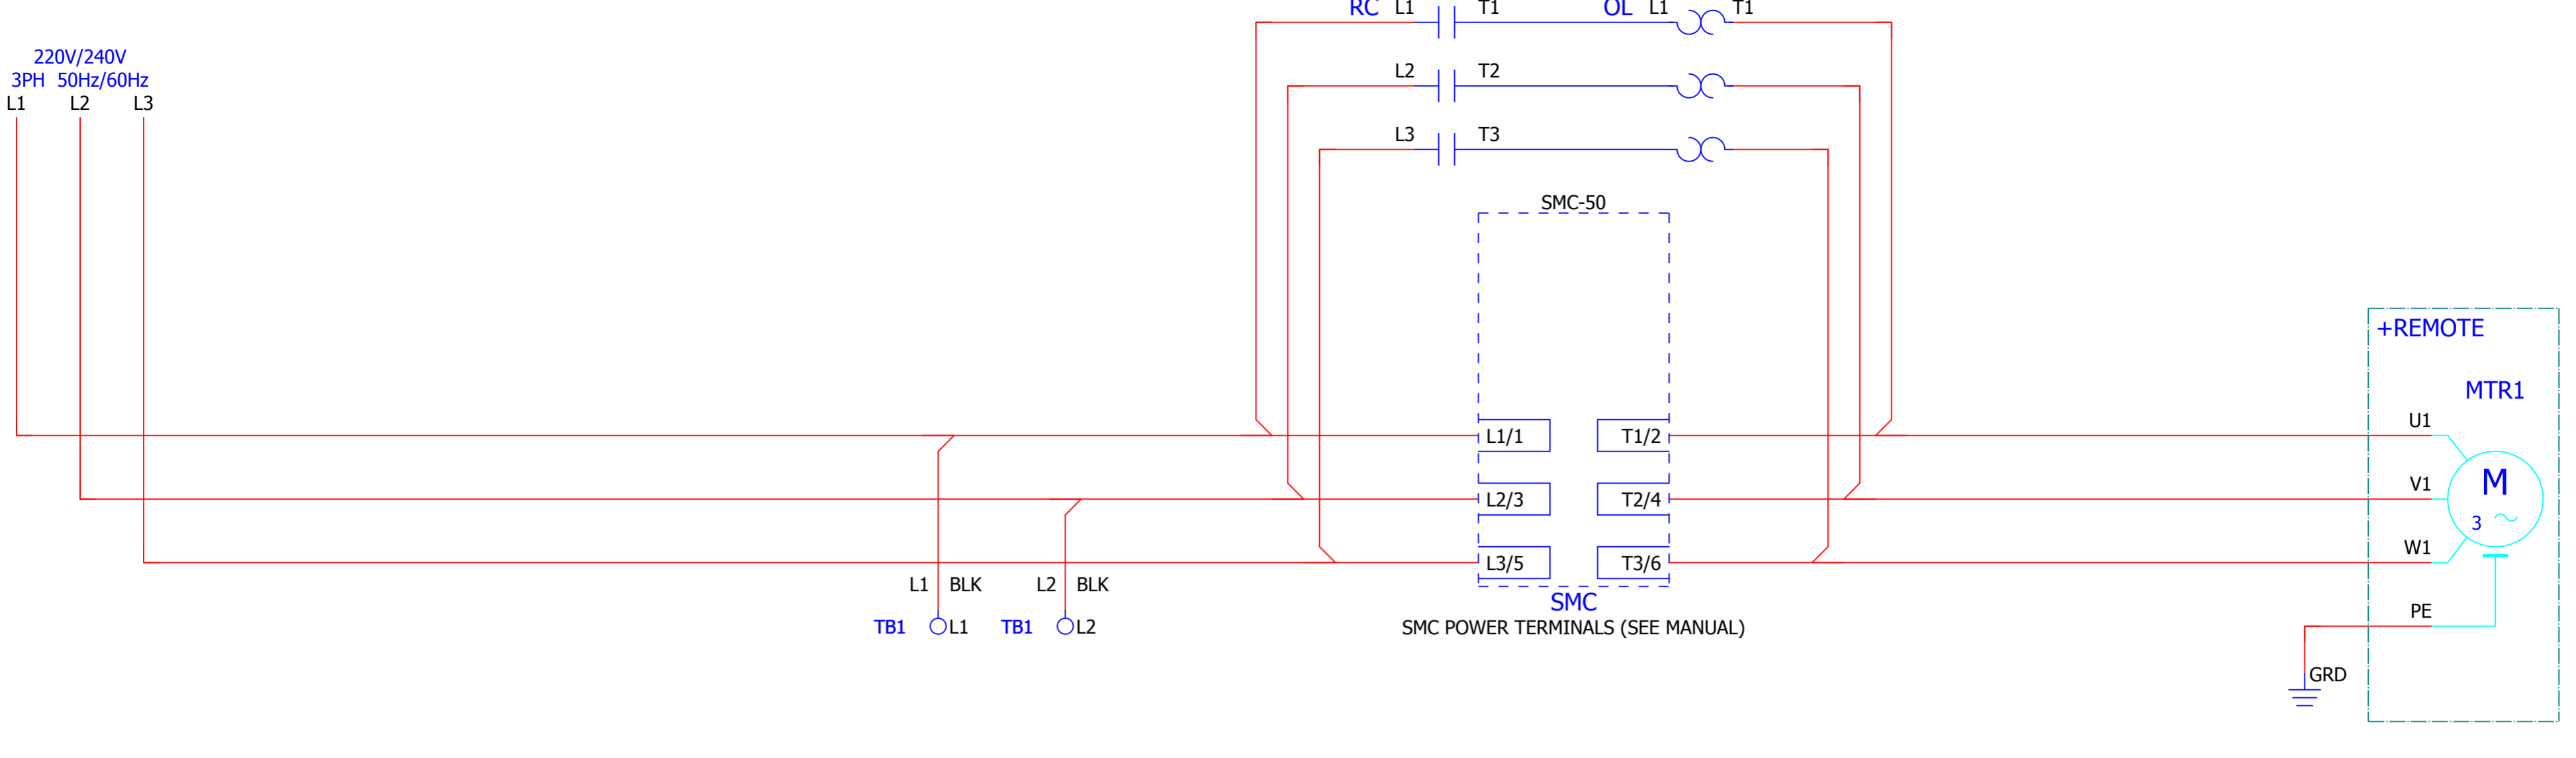 RC L1 T1 OL L1 T1
220V/240V
3PH 50Hz/60Hz
L1 L2 L3
L2 T2
L3 T3
SMC-50
+REMOTE
MTR1
U1
L1/1 T1/2
V1
M
3
L2/3 T2/4
W1
L3/5 T3/6
L1 BLK L2 BLK
SMC
PE
TB1 L1 TB1 L2
SMC POWER TERMINALS (SEE MANUAL)
GRD